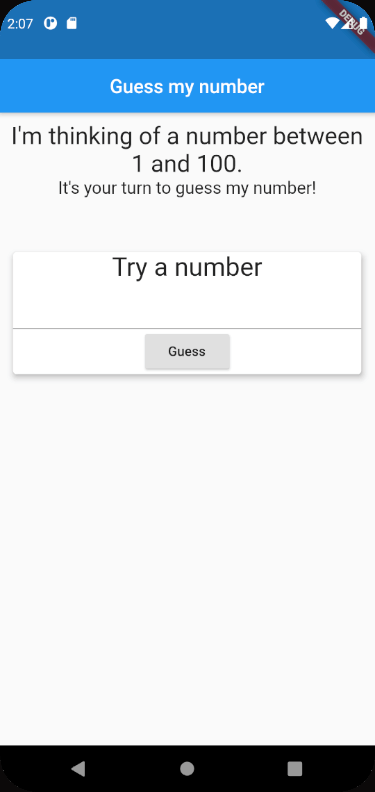 2:07
DEBUG
Guess my number
I'm thinking of a number between
1 and 100.
It's your turn to guess my number!
Try a number
Guess